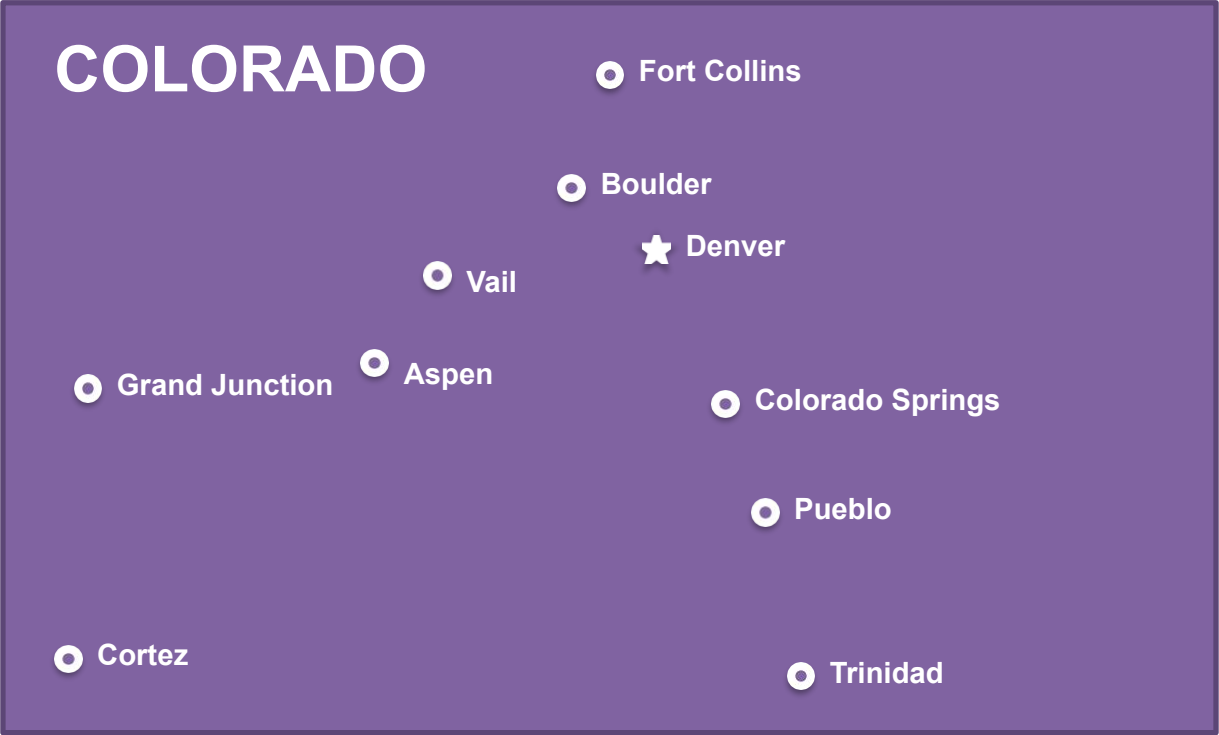 COLORADO
Fort Collins
Boulder
Denver
Vail
Aspen
Grand Junction
Colorado Springs
Pueblo
Cortez
Trinidad